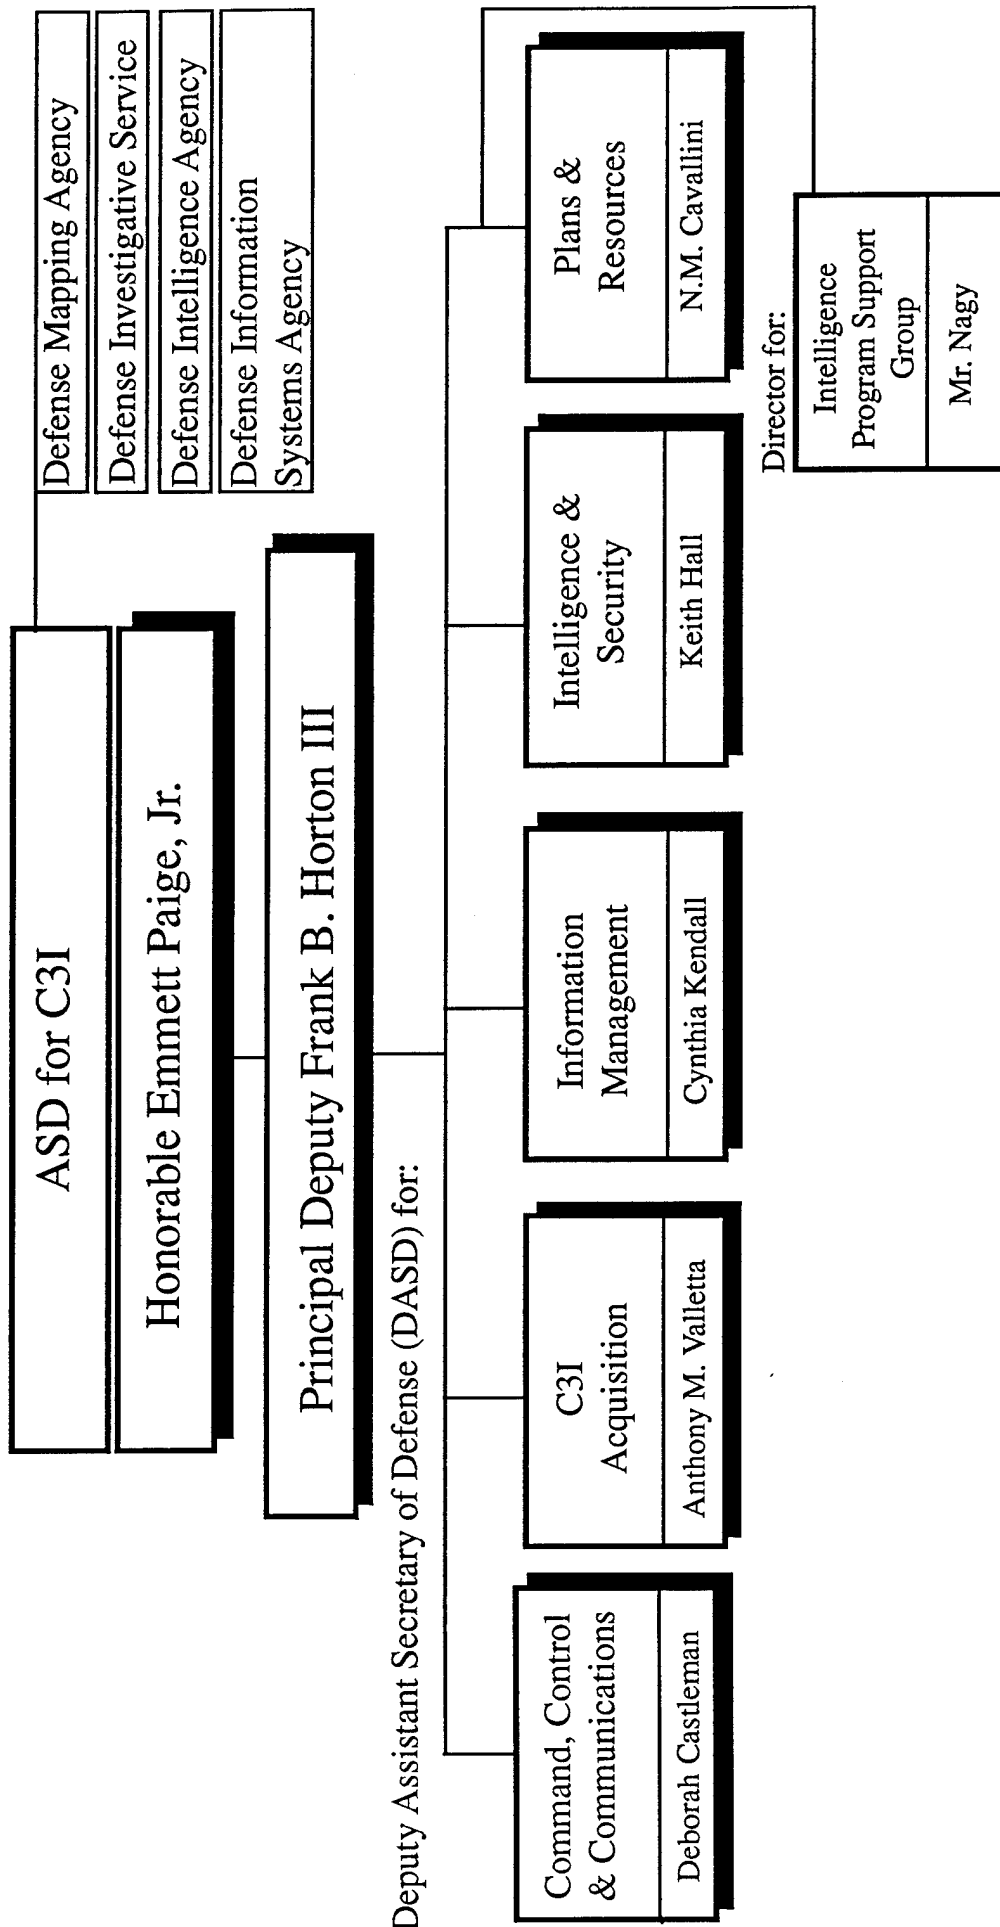 ASD for C3I
Honorable Emmett Paige, Jr.
Defense Mapping Agency
Defense Investigative Service
Defense Intelligence Agency
Defense Information
Systems Agency
Principal Deputy Frank B. Horton III
Deputy Assistant Secretary of Defense (DASD) for:
Command, Control
& Communications
Deborah Castleman
C3I
Acquisition
Anthony M. Valletta
Information
Management
Cynthia Kendall
Intelligence &
Security
Keith Hall
Plans &
Resources
N.M. Cavallini
Director for:
Intelligence
Program Support
Group
Mr. Nagy